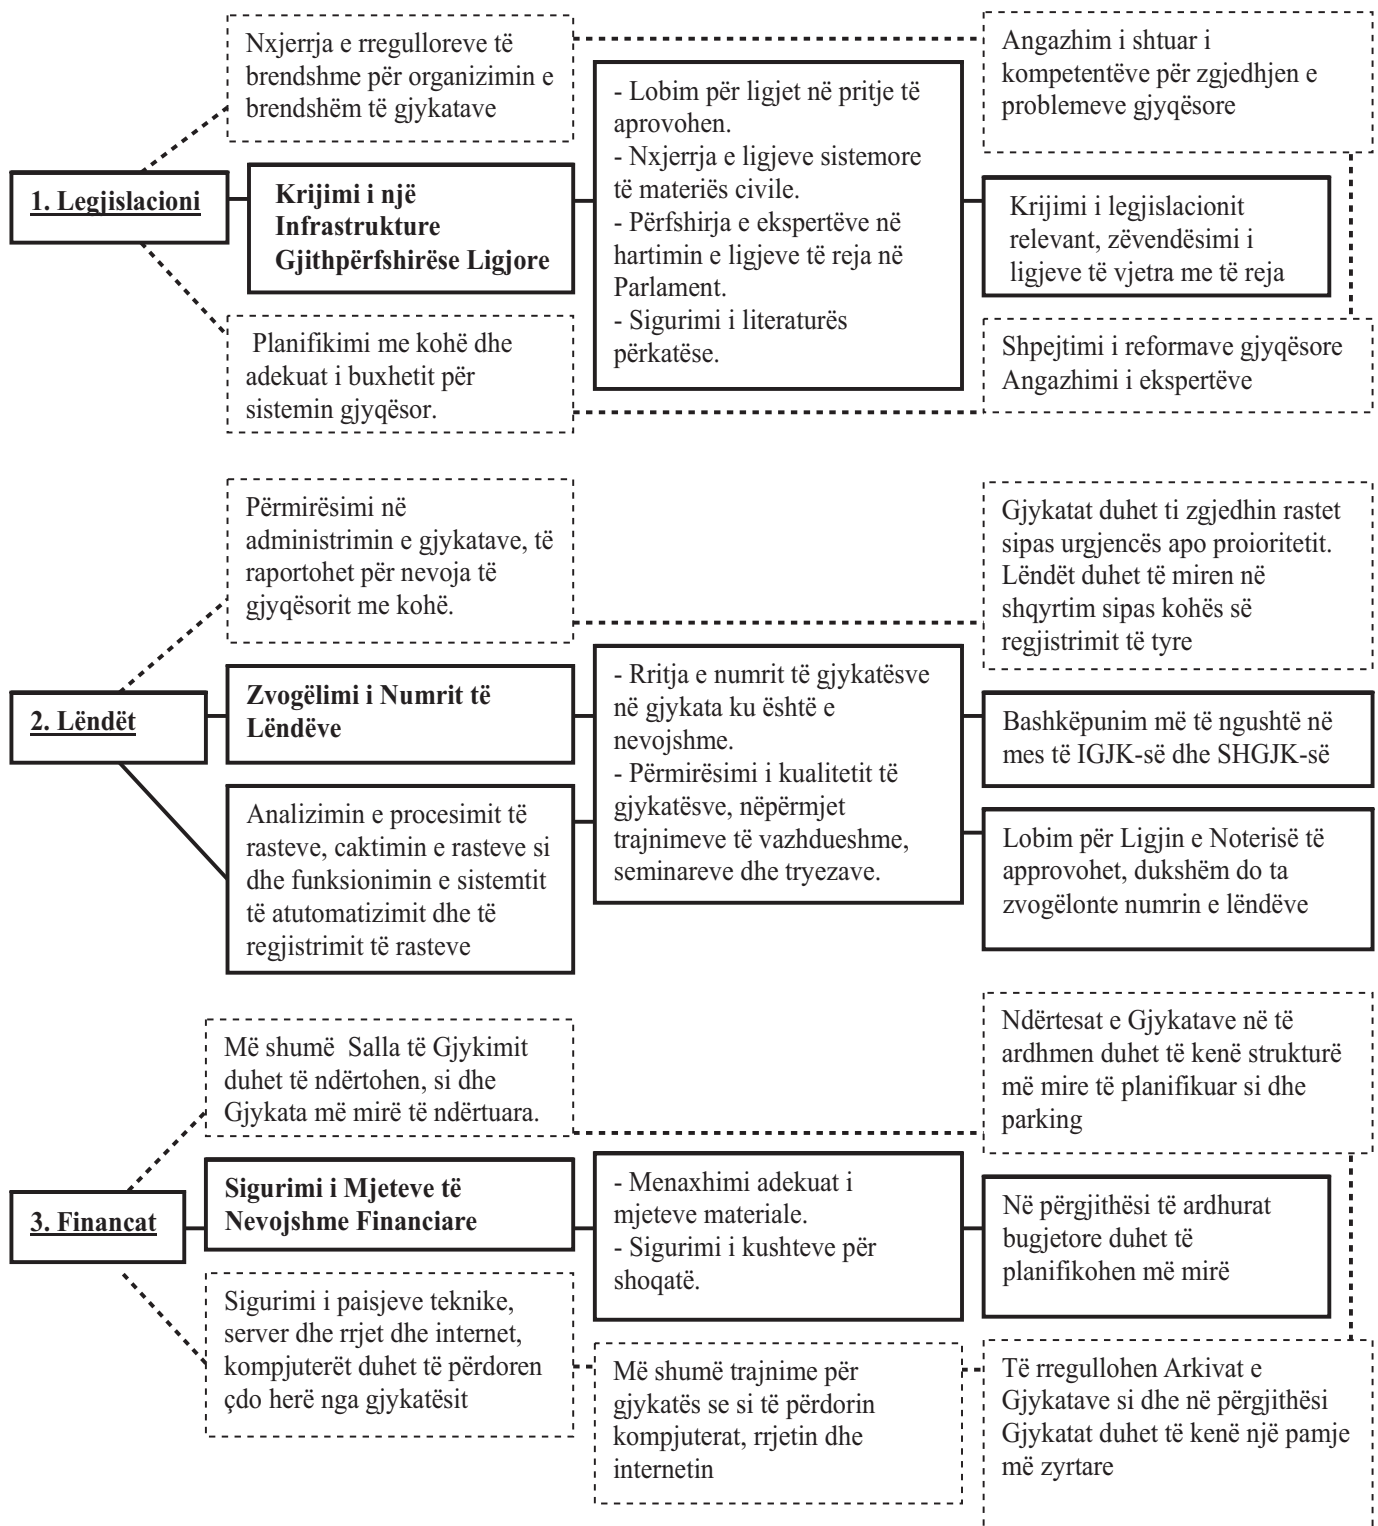 Nxjerrja e rregulloreve të
brendshme për organizimin e
brendshëm të gjykatave
Angazhim i shtuar i
kompetentëve për zgjedhjen e
problemeve gjyqësore
1. Legjislacioni
Krijimi i një
Infrastrukture
Gjithpërfshirëse Ligjore
- Lobim për ligjet në pritje të
aprovohen.
- Nxjerrja e ligjeve sistemore
të materiës civile.
- Përfshirja e ekspertëve në
hartimin e ligjeve të reja në
Parlament.
- Sigurimi i literaturës
përkatëse.
Krijimi i legjislacionit
relevant, zëvendësimi i
ligjeve të vjetra me të reja
Planifikimi me kohë dhe
adekuat i buxhetit për
sistemin gjyqësor.
Shpejtimi i reformave gjyqësore
Angazhimi i ekspertëve
Përmirësimi në
administrimin e gjykatave, të
raportohet për nevoja të
gjyqësorit me kohë.
Gjykatat duhet ti zgjedhin rastet
sipas urgjencës apo proioritetit.
Lëndët duhet të miren në
shqyrtim sipas kohës së
regjistrimit të tyre
2. Lëndët
Zvogëlimi i Numrit të
Lëndëve
- Rritja e numrit të gjykatësve
në gjykata ku është e
nevojshme.
- Përmirësimi i kualitetit të
gjykatësve, nëpërmjet
trajnimeve të vazhdueshme,
seminareve dhe tryezave.
Bashkëpunim më të ngushtë në
mes të IGJK-së dhe SHGJK-së
Analizimin e procesimit të
rasteve, caktimin e rasteve si
dhe funksionimin e sistemtit
të atutomatizimit dhe të
regjistrimit të rasteve
Lobim për Ligjin e Noterisë të
approvohet, dukshëm do ta
zvogëlonte numrin e lëndëve
Më shumë  Salla të Gjykimit
duhet të ndërtohen, si dhe
Gjykata më mirë të ndërtuara.
Ndërtesat e Gjykatave në të
ardhmen duhet të kenë strukturë
më mire të planifikuar si dhe
parking
3. Financat
Sigurimi i Mjeteve të
Nevojshme Financiare
- Menaxhimi adekuat i
mjeteve materiale.
- Sigurimi i kushteve për
shoqatë.
Në përgjithësi të ardhurat
bugjetore duhet të
planifikohen më mirë
Sigurimi i paisjeve teknike,
server dhe rrjet dhe internet,
kompjuterët duhet të përdoren
çdo herë nga gjykatësit
Më shumë trajnime për
gjykatës se si të përdorin
kompjuterat, rrjetin dhe
internetin
Të rregullohen Arkivat e
Gjykatave si dhe në përgjithësi
Gjykatat duhet të kenë një pamje
më zyrtare